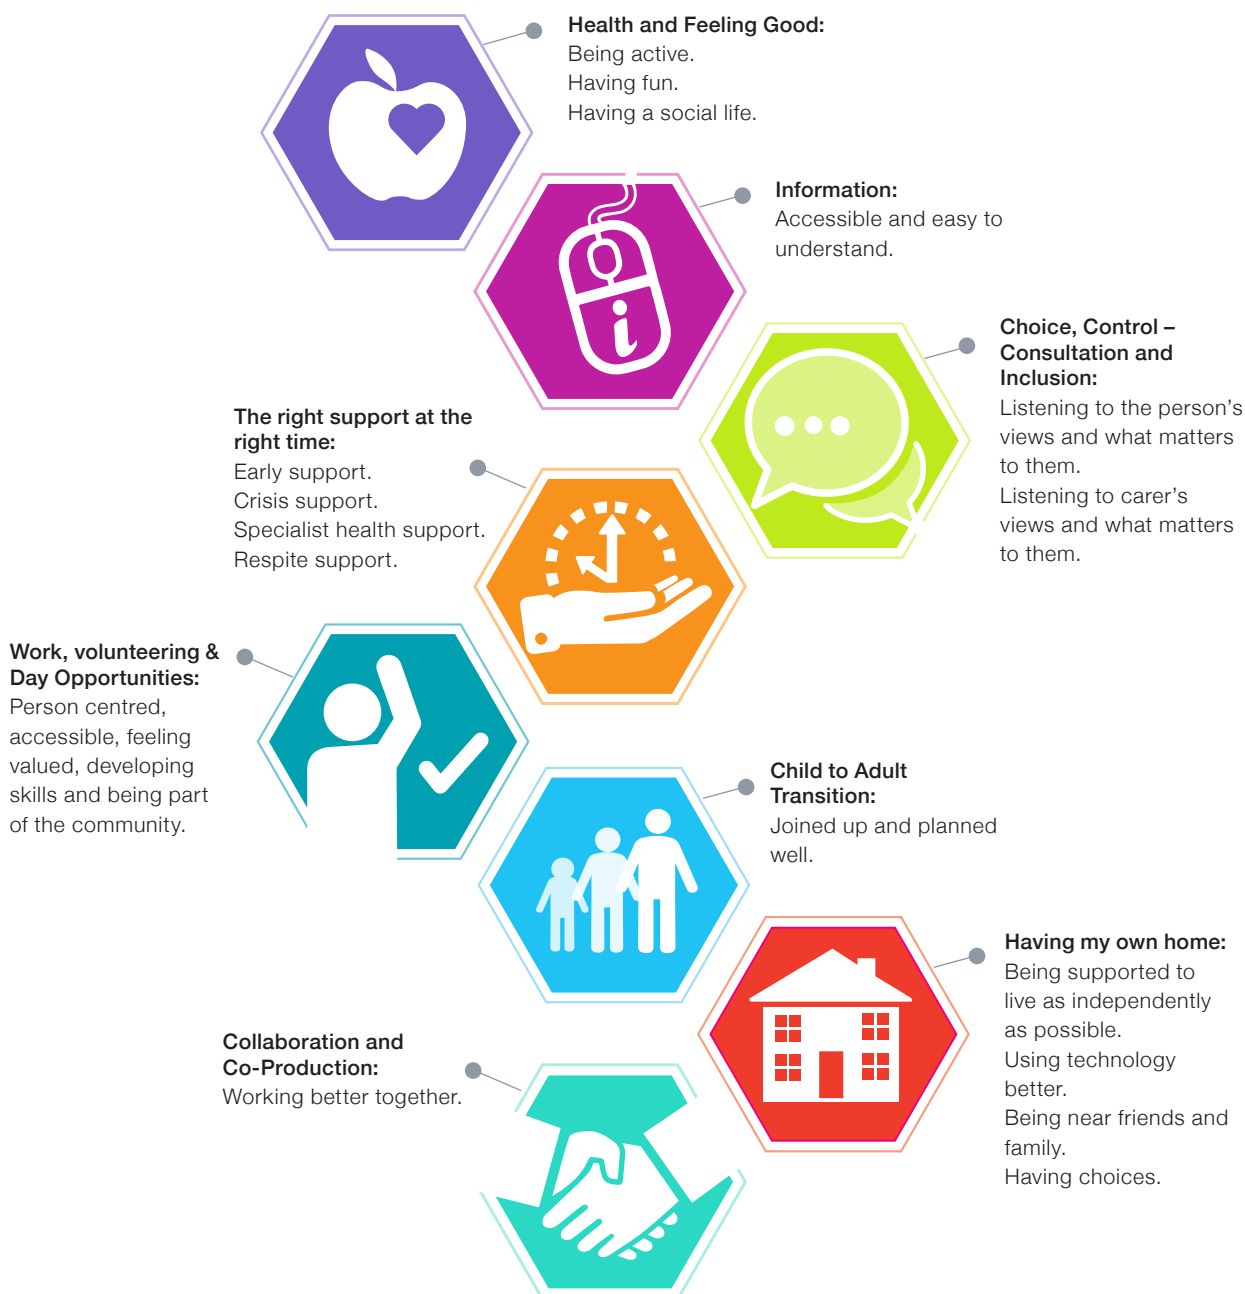 Health and Feeling Good:
Being active.
Having fun.
Having a social life.
Information:
Accessible and easy to
understand.
Choice, Control –
Consultation and
Inclusion:
Listening to the person’s
views and what matters
to them.
Listening to carer’s
views and what matters
to them.
The right support at the
right time:
Early support.
Crisis support.
Specialist health support.
Respite support.
Work, volunteering &
Day Opportunities:
Person centred,
accessible, feeling
valued, developing
skills and being part
of the community.
Child to Adult
Transition:
Joined up and planned
well.
Having my own home:
Being supported to
live as independently
as possible.
Using technology
better.
Being near friends and
family.
Having choices.
Collaboration and
Co-Production:
Working better together.